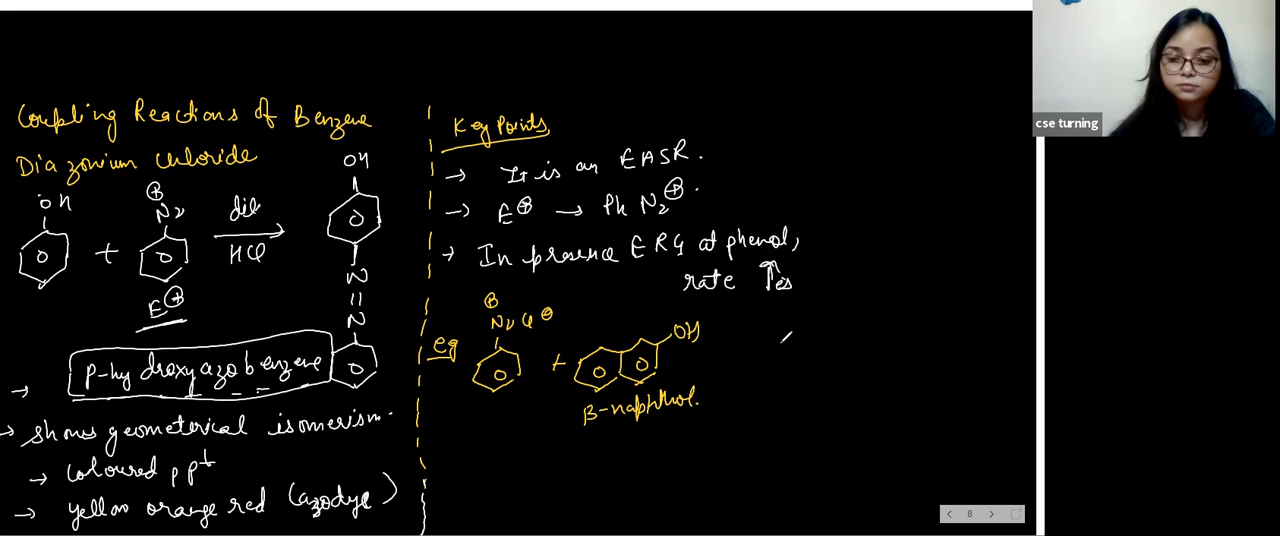 Coupling Reactions of Benzene
Diazonium chloride
OH
+
⊕
N2
dil
HCl
E⊕
OH
N
||
N
→ p-hydroxyazobenzene
→ shows geometerical isomerism.
→ Coloured ppt
→ yellow orange red (azodye)
Key Points
→ It is an EASR.
→ E⊕ → PhN2⊕.
→ In presence ERG at phenol,
rate ↑es
eg
⊕
N2Cl⊖
+
OH
β-naphthol.
cse turning
8